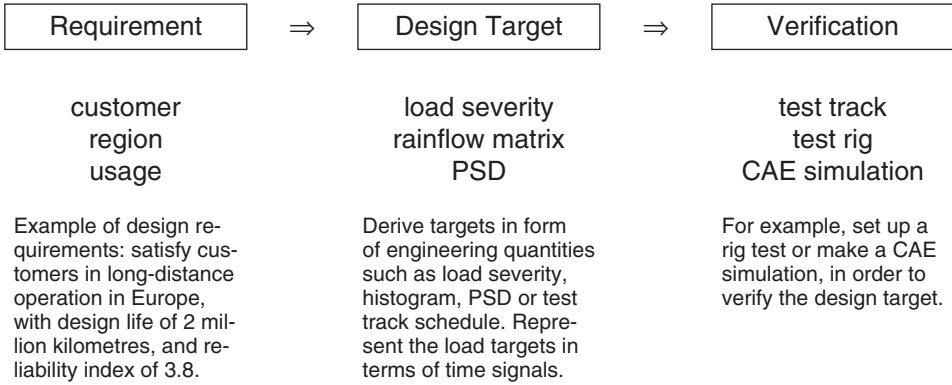 Requirement ⇒ Design Target ⇒ Verification
customer
region
usage
load severity
rainflow matrix
PSD
test track
test rig
CAE simulation
Example of design re-
quirements: satisfy cus-
tomers in long-distance
operation in Europe,
with design life of 2 mil-
lion kilometres, and re-
liability index of 3.8.
Derive targets in form
of engineering quantities
such as load severity,
histogram, PSD or test
track schedule. Repre-
sent the load targets in
terms of time signals.
For example, set up a
rig test or make a CAE
simulation, in order to
verify the design target.